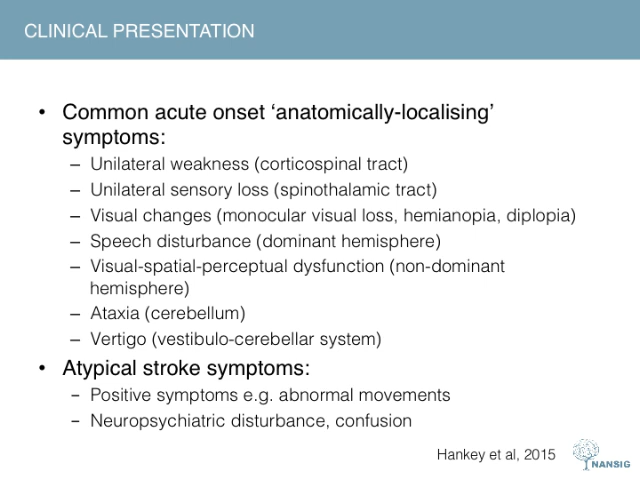 CLINICAL PRESENTATION
• Common acute onset ‘anatomically-localising’
symptoms:
– Unilateral weakness (corticospinal tract)
– Unilateral sensory loss (spinothalamic tract)
– Visual changes (monocular visual loss, hemianopia, diplopia)
– Speech disturbance (dominant hemisphere)
– Visual-spatial-perceptual dysfunction (non-dominant
hemisphere)
– Ataxia (cerebellum)
– Vertigo (vestibulo-cerebellar system)
• Atypical stroke symptoms:
– Positive symptoms e.g. abnormal movements
– Neuropsychiatric disturbance, confusion
Hankey et al, 2015
NANSIG